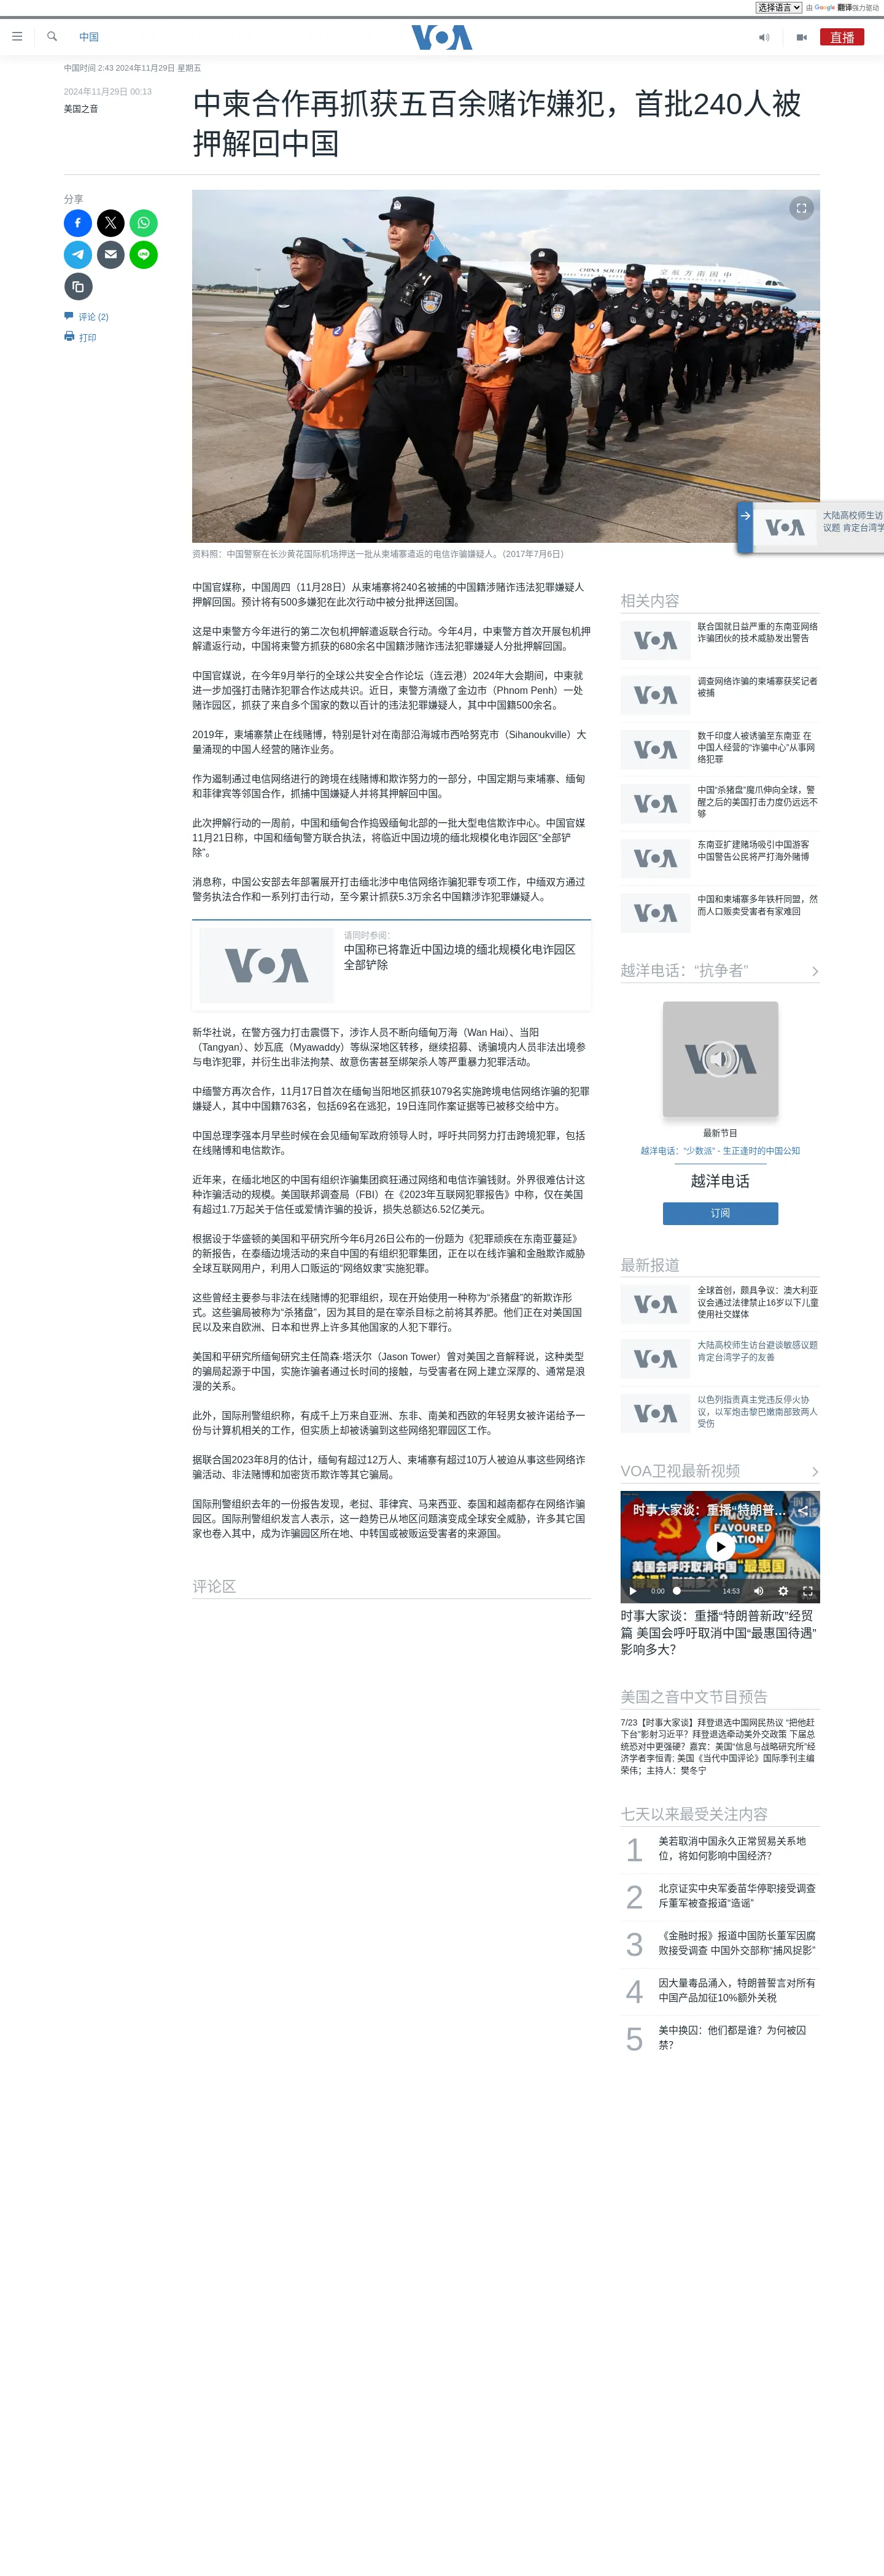 选择语言 由 Google 翻译强力驱动
中国
VOA
直播
中国时间 2:43 2024年11月29日 星期五
2024年11月29日 00:13
美国之音
中柬合作再抓获五百余赌诈嫌犯，首批240人被
押解回中国
分享
评论 (2)
打印
资料照：中国警察在长沙黄花国际机场押送一批从柬埔寨遣返的电信诈骗嫌疑人。（2017年7月6日）
大陆高校师生访
议题 肯定台湾学
中国官媒称，中国周四（11月28日）从柬埔寨将240名被捕的中国籍涉赌诈违法犯罪嫌疑人
押解回国。预计将有500多嫌犯在此次行动中被分批押送回国。
这是中柬警方今年进行的第二次包机押解遣返联合行动。今年4月，中柬警方首次开展包机押
解遣返行动，中国将柬警方抓获的680余名中国籍涉赌诈违法犯罪嫌疑人分批押解回国。
中国官媒说，在今年9月举行的全球公共安全合作论坛（连云港）2024年大会期间，中柬就
进一步加强打击赌诈犯罪合作达成共识。近日，柬警方清缴了金边市（Phnom Penh）一处
赌诈园区，抓获了来自多个国家的数以百计的违法犯罪嫌疑人，其中中国籍500余名。
2019年，柬埔寨禁止在线赌博，特别是针对在南部沿海城市西哈努克市（Sihanoukville）大
量涌现的中国人经营的赌诈业务。
作为遏制通过电信网络进行的跨境在线赌博和欺诈努力的一部分，中国定期与柬埔寨、缅甸
和菲律宾等邻国合作，抓捕中国嫌疑人并将其押解回中国。
此次押解行动的一周前，中国和缅甸合作捣毁缅甸北部的一批大型电信欺诈中心。中国官媒
11月21日称，中国和缅甸警方联合执法，将临近中国边境的缅北规模化电诈园区“全部铲
除”。
消息称，中国公安部去年部署展开打击缅北涉中电信网络诈骗犯罪专项工作，中缅双方通过
警务执法合作和一系列打击行动，至今累计抓获5.3万余名中国籍涉诈犯罪嫌疑人。
VOA
请同时参阅：
中国称已将靠近中国边境的缅北规模化电诈园区
全部铲除
新华社说，在警方强力打击震慑下，涉诈人员不断向缅甸万海（Wan Hai）、当阳
（Tangyan）、妙瓦底（Myawaddy）等纵深地区转移，继续招募、诱骗境内人员非法出境参
与电诈犯罪，并衍生出非法拘禁、故意伤害甚至绑架杀人等严重暴力犯罪活动。
中缅警方再次合作，11月17日首次在缅甸当阳地区抓获1079名实施跨境电信网络诈骗的犯罪
嫌疑人，其中中国籍763名，包括69名在逃犯，19日连同作案证据等已被移交给中方。
中国总理李强本月早些时候在会见缅甸军政府领导人时，呼吁共同努力打击跨境犯罪，包括
在线赌博和电信欺诈。
近年来，在缅北地区的中国有组织诈骗集团疯狂通过网络和电信诈骗钱财。外界很难估计这
种诈骗活动的规模。美国联邦调查局（FBI）在《2023年互联网犯罪报告》中称，仅在美国
有超过1.7万起关于信任或爱情诈骗的投诉，损失总额达6.52亿美元。
根据设于华盛顿的美国和平研究所今年6月26日公布的一份题为《犯罪顽疾在东南亚蔓延》
的新报告，在泰缅边境活动的来自中国的有组织犯罪集团，正在以在线诈骗和金融欺诈威胁
全球互联网用户，利用人口贩运的“网络奴隶”实施犯罪。
这些曾经主要参与非法在线赌博的犯罪组织，现在开始使用一种称为“杀猪盘”的新欺诈形
式。这些骗局被称为“杀猪盘”，因为其目的是在宰杀目标之前将其养肥。他们正在对美国国
民以及来自欧洲、日本和世界上许多其他国家的人犯下罪行。
美国和平研究所缅甸研究主任简森·塔沃尔（Jason Tower）曾对美国之音解释说，这种类型
的骗局起源于中国，实施诈骗者通过长时间的接触，与受害者在网上建立深厚的、通常是浪
漫的关系。
此外，国际刑警组织称，有成千上万来自亚洲、东非、南美和西欧的年轻男女被许诺给予一
份与计算机相关的工作，但实质上却被诱骗到这些网络犯罪园区工作。
据联合国2023年8月的估计，缅甸有超过12万人、柬埔寨有超过10万人被迫从事这些网络诈
骗活动、非法赌博和加密货币欺诈等其它骗局。
国际刑警组织去年的一份报告发现，老挝、菲律宾、马来西亚、泰国和越南都存在网络诈骗
园区。国际刑警组织发言人表示，这一趋势已从地区问题演变成全球安全威胁，许多其它国
家也卷入其中，成为诈骗园区所在地、中转国或被贩运受害者的来源国。
评论区
相关内容
联合国就日益严重的东南亚网络
诈骗团伙的技术威胁发出警告
调查网络诈骗的柬埔寨获奖记者
被捕
数千印度人被诱骗至东南亚 在
中国人经营的“诈骗中心”从事网
络犯罪
中国“杀猪盘”魔爪伸向全球，警
醒之后的美国打击力度仍远远不
够
东南亚扩建赌场吸引中国游客
中国警告公民将严打海外赌博
中国和柬埔寨多年铁杆同盟，然
而人口贩卖受害者有家难回
越洋电话：“抗争者”
最新节目
越洋电话：“少数派” - 生正逢时的中国公知
越洋电话
订阅
最新报道
全球首创，颇具争议：澳大利亚
议会通过法律禁止16岁以下儿童
使用社交媒体
大陆高校师生访台避谈敏感议题
肯定台湾学子的友善
以色列指责真主党违反停火协
议，以军炮击黎巴嫩南部致两人
受伤
VOA卫视最新视频
时事大家谈：重播“特朗普...
FAVOURED
NATION
美国会呼吁取消中国“最惠国
待遇”影响多大？
0:00 14:53
时事大家谈：重播“特朗普新政”经贸
篇 美国会呼吁取消中国“最惠国待遇”
影响多大？
美国之音中文节目预告
7/23【时事大家谈】拜登退选中国网民热议 “把他赶
下台”影射习近平？拜登退选牵动美外交政策 下届总
统恐对中更强硬？嘉宾：美国“信息与战略研究所”经
济学者李恒青; 美国《当代中国评论》国际季刊主编
荣伟；主持人：樊冬宁
七天以来最受关注内容
1 美若取消中国永久正常贸易关系地
位，将如何影响中国经济？
2 北京证实中央军委苗华停职接受调查
斥董军被查报道“造谣”
3 《金融时报》报道中国防长董军因腐
败接受调查 中国外交部称“捕风捉影”
4 因大量毒品涌入，特朗普誓言对所有
中国产品加征10%额外关税
5 美中换囚：他们都是谁？为何被囚
禁？